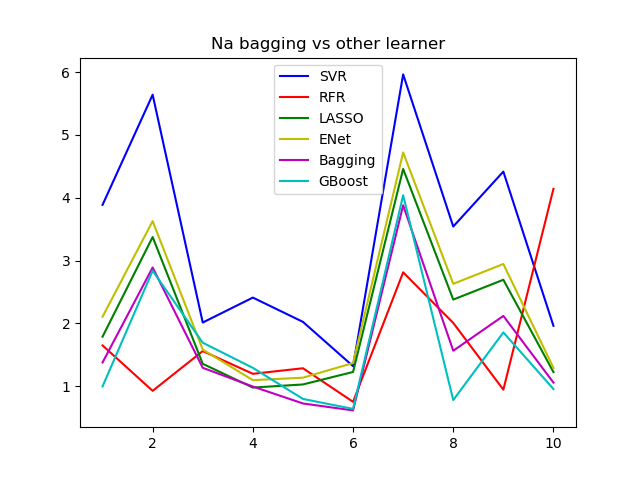 Na bagging vs other learner
6
5
4
3
2
1
SVR
RFR
LASSO
ENet
Bagging
GBoost
2 4 6 8 10